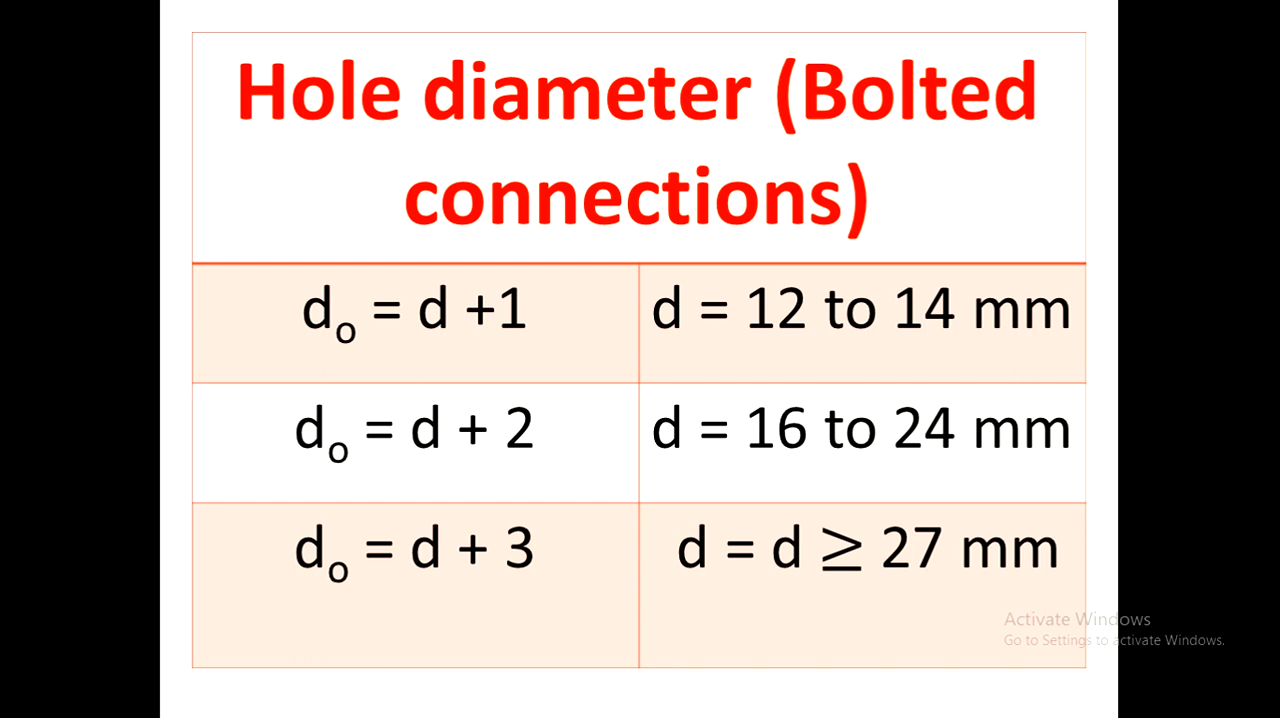 Hole diameter (Bolted
connections)
dₒ = d +1 d = 12 to 14 mm
dₒ = d + 2 d = 16 to 24 mm
dₒ = d + 3 d = d ≥ 27 mm
Activate Windows
Go to Settings to activate Windows.